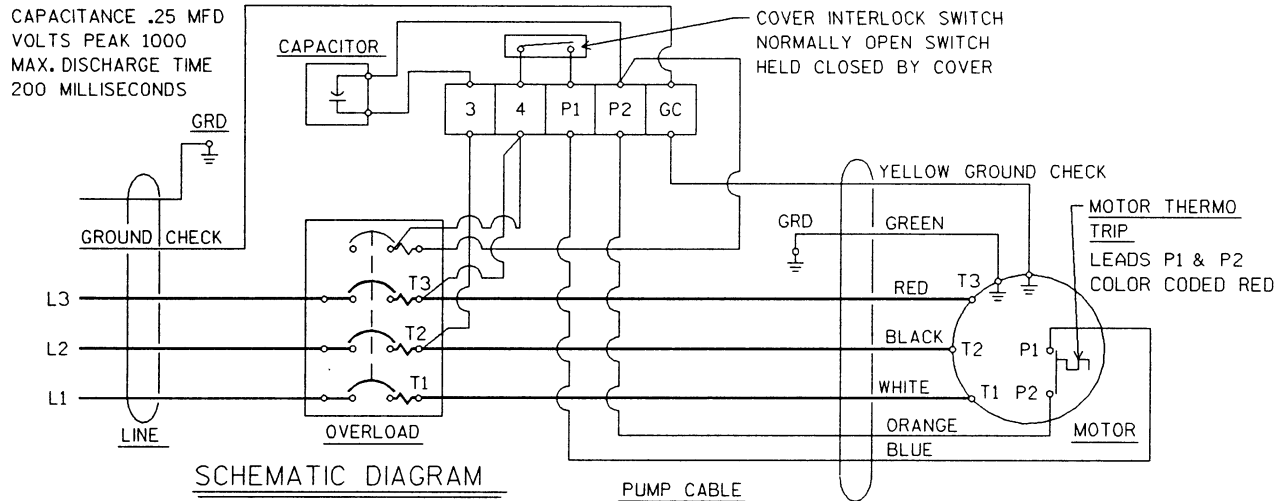 CAPACITANCE .25 MFD
VOLTS PEAK 1000
MAX. DISCHARGE TIME
200 MILLISECONDS
CAPACITOR
COVER INTERLOCK SWITCH
NORMALLY OPEN SWITCH
HELD CLOSED BY COVER
3 4 P1 P2 GC
GRD
GROUND CHECK
YELLOW GROUND CHECK
GRD
GREEN
MOTOR THERMO
TRIP
LEADS P1 & P2
COLOR CODED RED
L3
T3
RED
T3
L2
T2
BLACK
T2
P1
L1
T1
WHITE
T1
P2
LINE
OVERLOAD
ORANGE
MOTOR
BLUE
SCHEMATIC DIAGRAM
PUMP CABLE